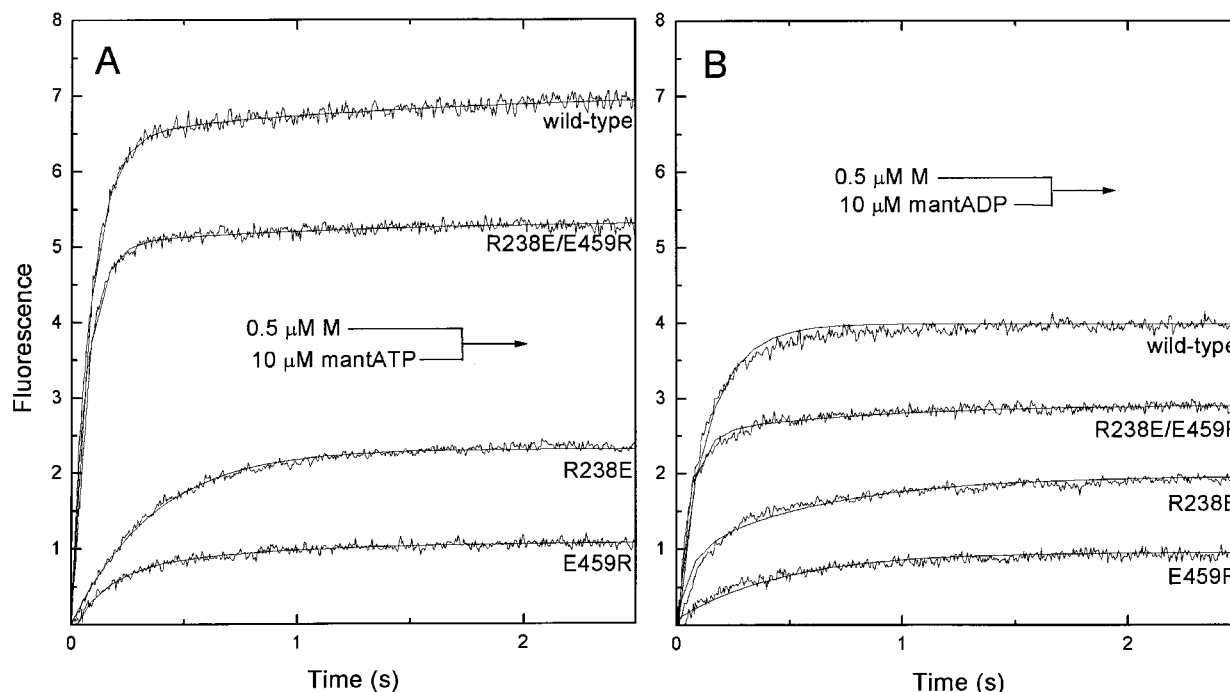 A
8
7
6
5
4
3
2
1
Fluorescence
wild-type
R238E/E459R
0.5 μM M
10 μM mantATP
R238E
E459R
0
1
2
Time (s)
B
8
7
6
5
4
3
2
1
0.5 μM M
10 μM mantADP
wild-type
R238E/E459R
R238E
E459R
0
1
2
Time (s)